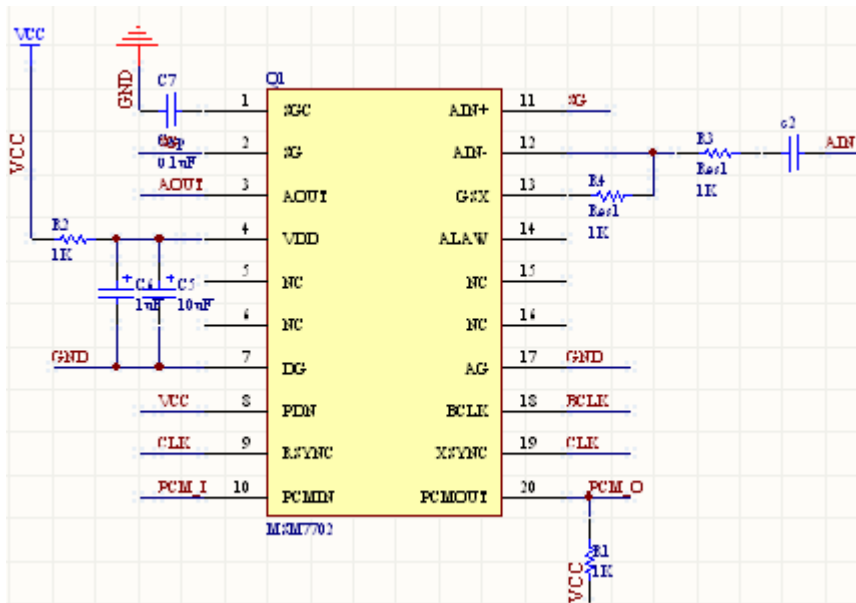 VCC
GND
C7
Q1
1
SGC
AIN+
11
SG
c2
2
SG
AIN-
12
R3
AIN
0.1uF
Res1
1K
AOUT
3
AOUT
GSX
13
R4
Res1
1K
VCC
R2
1K
4
VDD
ALAW
14
5
NC
NC
15
C6
1uF
C5
10uF
6
NC
NC
16
GND
7
DG
AG
17
GND
VCC
8
PDN
BCLK
18
BCLK
CLK
9
RSYNC
XSYNC
19
CLK
PCM_I
10
PCMIN
PCMOUT
20
PCM_O
MSM7702
R1
1K
VCC